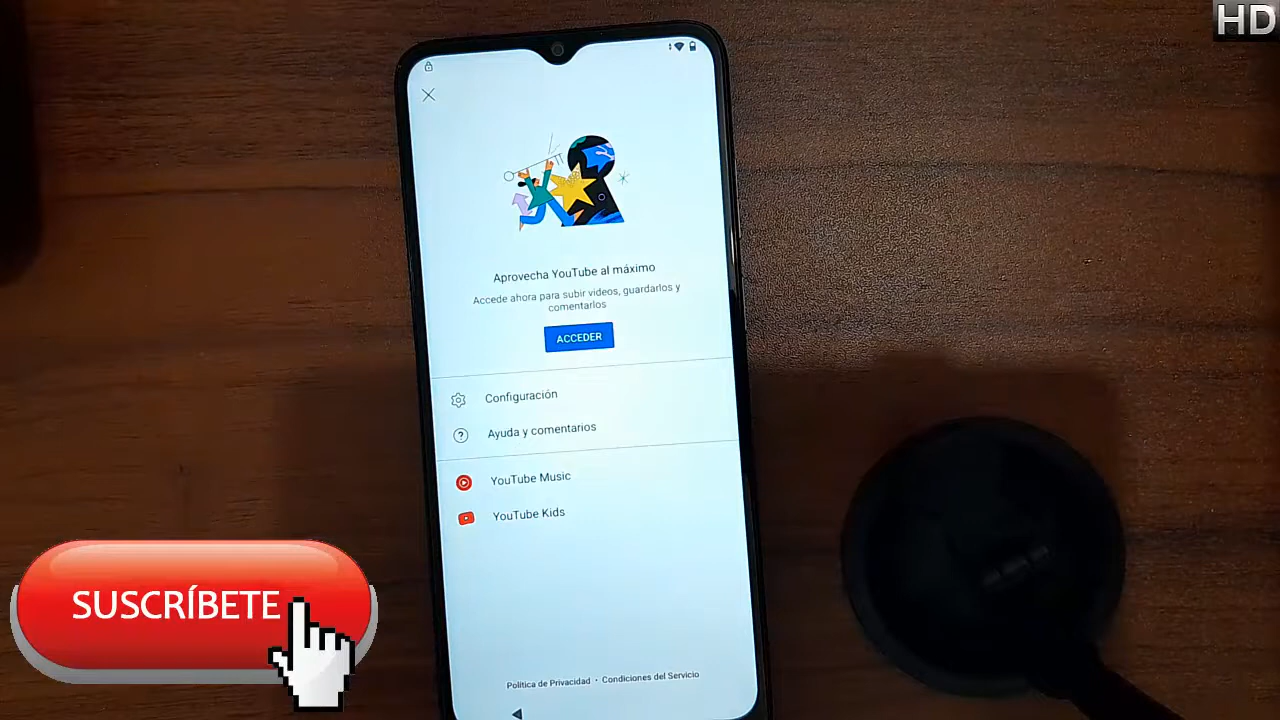 HD
Aprovecha YouTube al máximo
Accede ahora para subir videos, guardarlos y
comentarlos
ACCEDER
Configuración
Ayuda y comentarios
YouTube Music
YouTube Kids
SUSCRÍBETE
Política de Privacidad • Condiciones del Servicio